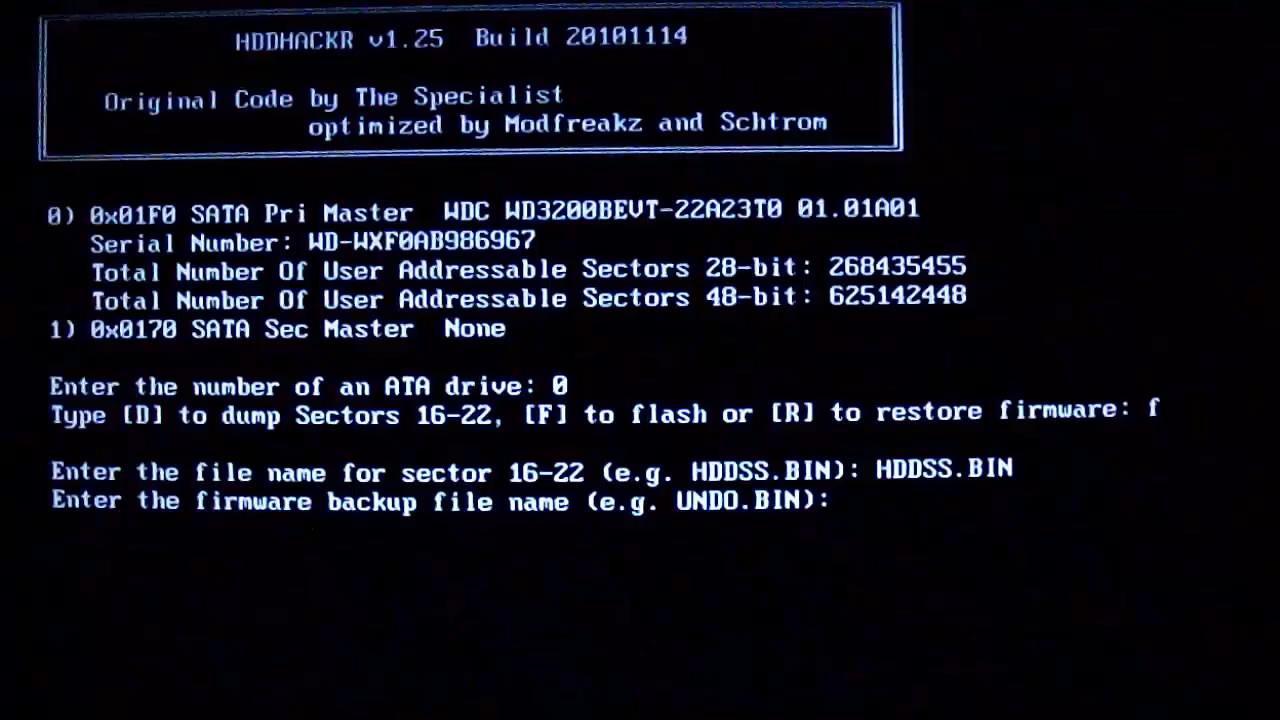 HDDHACKR v1.25 Build 20101114
Original Code by The Specialist
optimized by Modfreakz and Schtrom
0) 0x01F0 SATA Pri Master WDC WD3200BEVT-22A23T0 01.01A01
Serial Number: WD-WXF0AB986967
Total Number Of User Addressable Sectors 28-bit: 268435455
Total Number Of User Addressable Sectors 48-bit: 625142448
1) 0x0170 SATA Sec Master None
Enter the number of an ATA drive: 0
Type [D] to dump Sectors 16-22, [F] to flash or [R] to restore firmware: f
Enter the file name for sector 16-22 (e.g. HDDSS.BIN): HDDSS.BIN
Enter the firmware backup file name (e.g. UNDO.BIN):